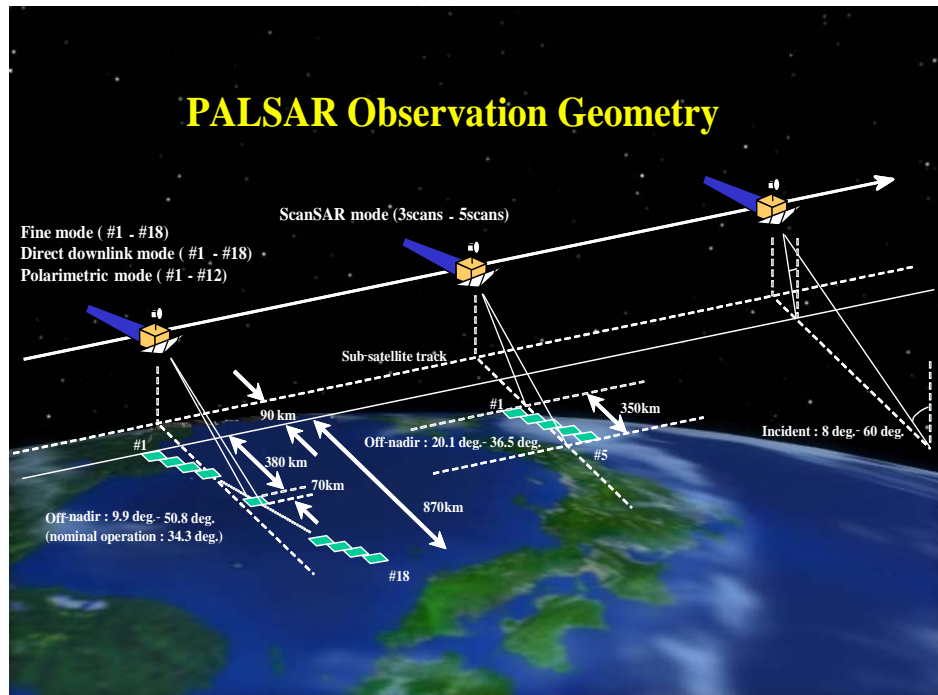 PALSAR Observation Geometry
ScanSAR mode (3scans - 5scans)
Fine mode ( #1 - #18)
Direct downlink mode ( #1 - #18)
Polarimetric mode ( #1 - #12)
Sub satellite track
90 km
#1
350km
#1
Off-nadir : 20.1 deg.- 36.5 deg.
#5
Incident : 8 deg.- 60 deg.
380 km
70km
870km
Off-nadir : 9.9 deg.- 50.8 deg.
(nominal operation : 34.3 deg.)
#18